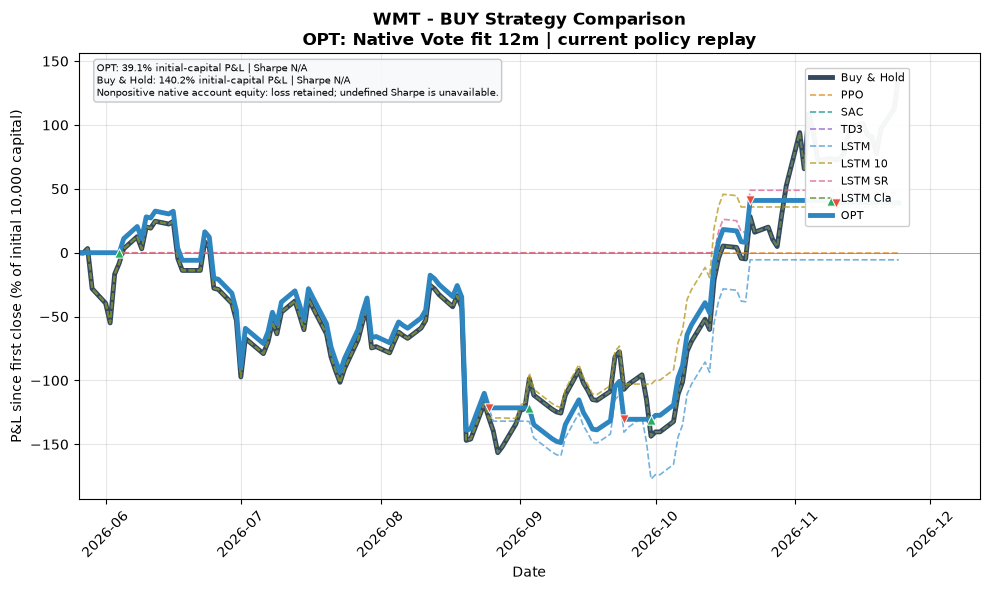 WMT - BUY Strategy Comparison
OPT: Native Vote fit 12m | current policy replay
OPT: 39.1% initial-capital P&L | Sharpe N/A
Buy & Hold: 140.2% initial-capital P&L | Sharpe N/A
Nonpositive native account equity: loss retained; undefined Sharpe is unavailable.
Buy & Hold
PPO
SAC
TD3
LSTM
LSTM 10
LSTM SR
LSTM Cla
OPT
P&L since first close (% of initial 10,000 capital)
150
100
50
0
−50
−100
−150
2026-06
2026-07
2026-08
2026-09
2026-10
2026-11
2026-12
Date